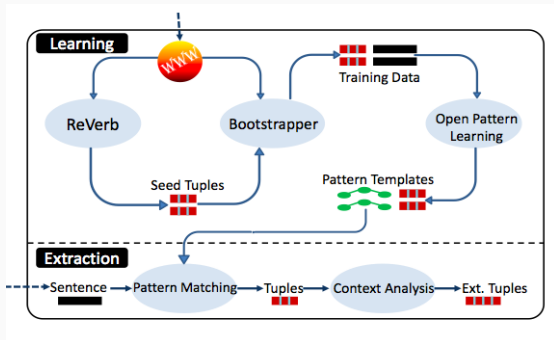 Learning
WWW
Training Data
ReVerb
Bootstrapper
Open Pattern
Learning
Seed Tuples
Pattern Templates
Extraction
Sentence
Pattern Matching
Tuples
Context Analysis
Ext. Tuples